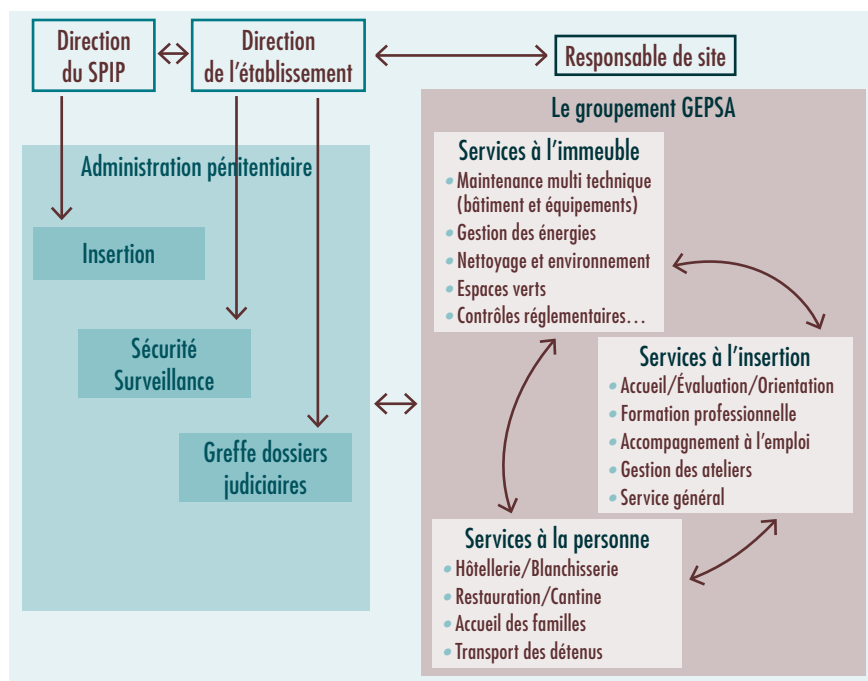 Direction
du SPIP
Direction
de l'établissement
Responsable de site
Administration pénitentiaire
Insertion
Sécurité
Surveillance
Greffe dossiers
judiciaires
Le groupement GEPSA
Services à l'immeuble
• Maintenance multi technique
(bâtiment et équipements)
• Gestion des énergies
• Nettoyage et environnement
• Espaces verts
• Contrôles réglementaires…
Services à l'insertion
• Accueil/Évaluation/Orientation
• Formation professionnelle
• Accompagnement à l'emploi
• Gestion des ateliers
• Service général
Services à la personne
• Hôtellerie/Blanchisserie
• Restauration/Cantine
• Accueil des familles
• Transport des détenus